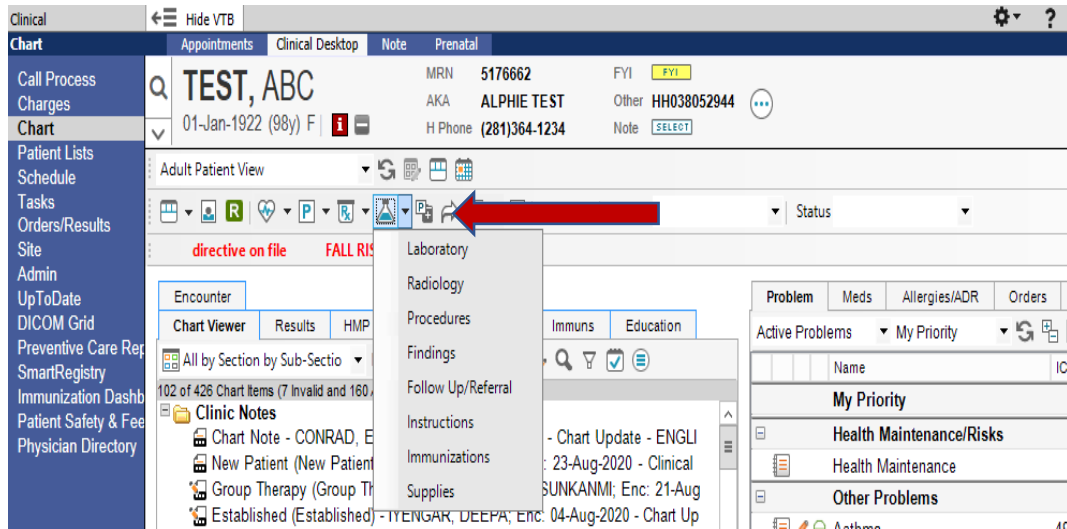 Clinical
Hide VTB
?
Chart
Appointments Clinical Desktop Note Prenatal
Call Process
Charges
Chart
Patient Lists
Schedule
Tasks
Orders/Results
Site
Admin
UpToDate
DICOM Grid
Preventive Care Rep
SmartRegistry
Immunization Dashb
Patient Safety & Fee
Physician Directory
TEST, ABC
01-Jan-1922 (98y) F
MRN 5176662
AKA ALPHIE TEST
H Phone (281)364-1234
FYI FYI
Other HH038052944
Note SELECT
Adult Patient View
R P Rx
Status
directive on file FALL RIS
Laboratory
Radiology
Procedures
Findings
Follow Up/Referral
Instructions
Immunizations
Supplies
Encounter
Chart Viewer Results HMP Immuns Education
All by Section by Sub-Sectio
102 of 426 Chart Items (7 Invalid and 160
Clinic Notes
Chart Note - CONRAD, E - Chart Update - ENGLI
New Patient (New Patient : 23-Aug-2020 - Clinical
Group Therapy (Group Th SUNKANMI; Enc: 21-Aug
Established (Established) - IYENGAR, DEEPA; Enc: 04-Aug-2020 - Chart Up
Problem Meds Allergies/ADR Orders
Active Problems My Priority
Name IC
My Priority
Health Maintenance/Risks
Health Maintenance
Other Problems
Asthma